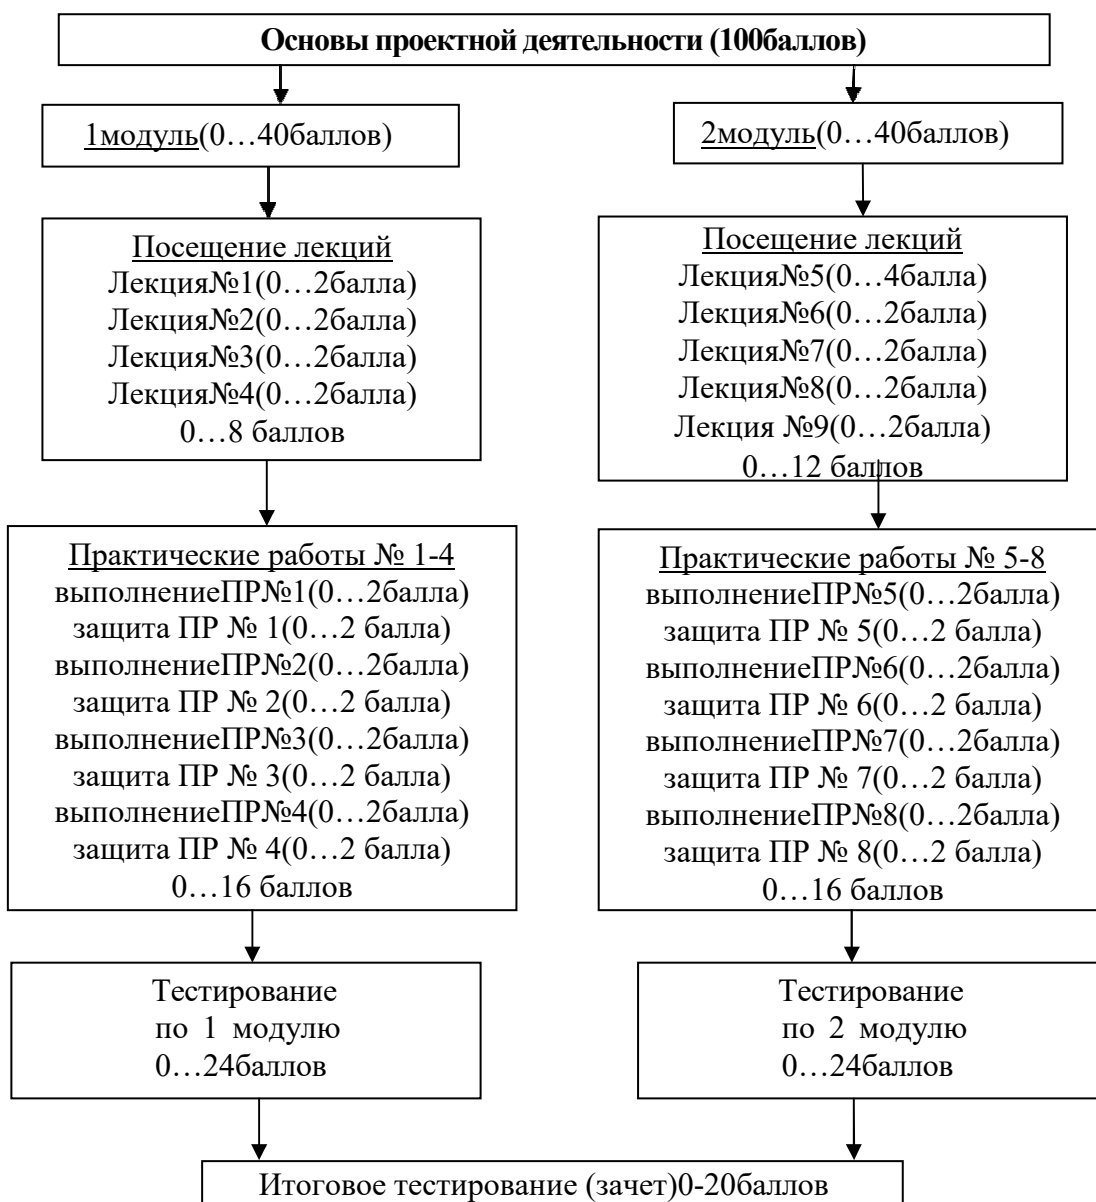 Основы проектной деятельности (100баллов)
1модуль(0…40баллов)
2модуль(0…40баллов)
Посещение лекций
Лекция№1(0…2балла)
Лекция№2(0…2балла)
Лекция№3(0…2балла)
Лекция№4(0…2балла)
0…8 баллов
Посещение лекций
Лекция№5(0…4балла)
Лекция№6(0…2балла)
Лекция№7(0…2балла)
Лекция№8(0…2балла)
Лекция №9(0…2балла)
0…12 баллов
Практические работы № 1-4
выполнениеПР№1(0…2балла)
защита ПР № 1(0…2 балла)
выполнениеПР№2(0…2балла)
защита ПР № 2(0…2 балла)
выполнениеПР№3(0…2балла)
защита ПР № 3(0…2 балла)
выполнениеПР№4(0…2балла)
защита ПР № 4(0…2 балла)
0…16 баллов
Практические работы № 5-8
выполнениеПР№5(0…2балла)
защита ПР № 5(0…2 балла)
выполнениеПР№6(0…2балла)
защита ПР № 6(0…2 балла)
выполнениеПР№7(0…2балла)
защита ПР № 7(0…2 балла)
выполнениеПР№8(0…2балла)
защита ПР № 8(0…2 балла)
0…16 баллов
Тестирование
по 1 модулю
0…24баллов
Тестирование
по 2 модулю
0…24баллов
Итоговое тестирование (зачет)0-20баллов